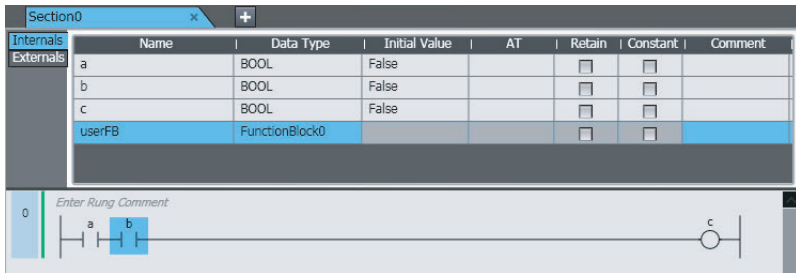 Section0 × +
Internals Name Data Type Initial Value AT Retain Constant Comment
Externals
a BOOL False
b BOOL False
c BOOL False
userFB FunctionBlock0
0 Enter Rung Comment
a b c